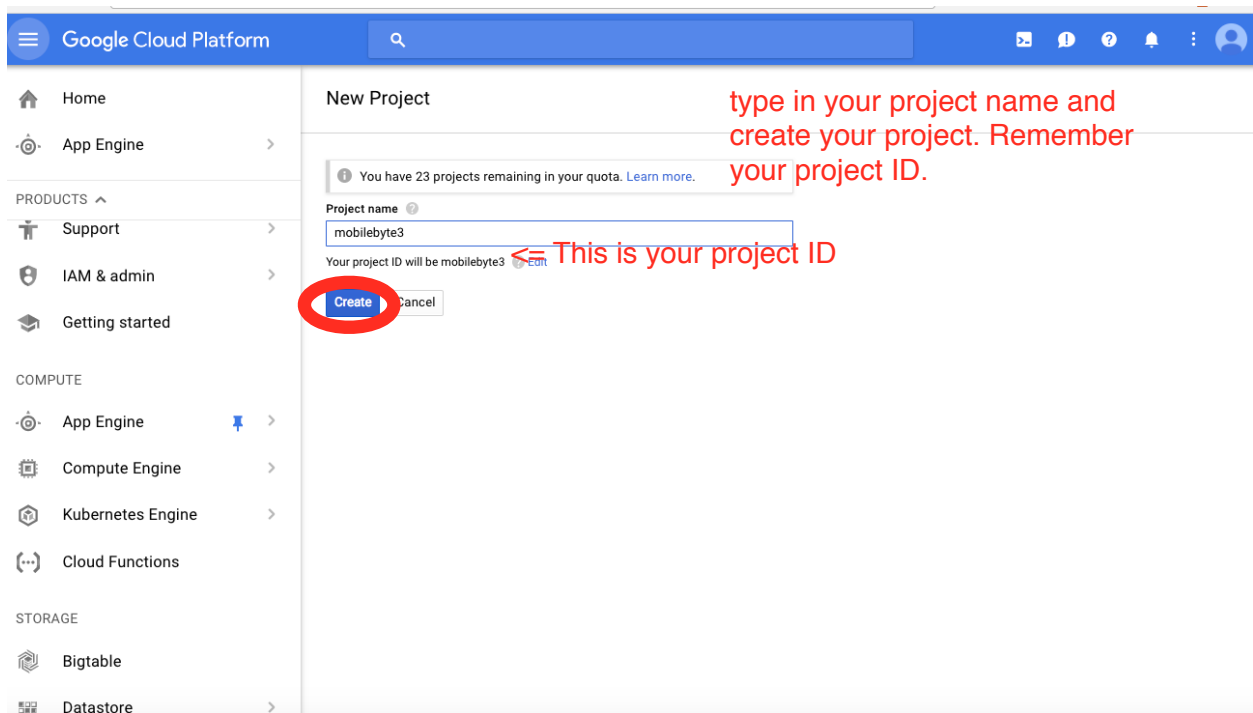 Google Cloud Platform
Home
App Engine
PRODUCTS
Support
IAM & admin
Getting started
COMPUTE
App Engine
Compute Engine
Kubernetes Engine
Cloud Functions
STORAGE
Bigtable
Datastore
New Project
type in your project name and
create your project. Remember
your project ID.
You have 23 projects remaining in your quota. Learn more.
Project name
mobilebyte3
<= This is your project ID
Your project ID will be mobilebyte3 Edit
Create Cancel